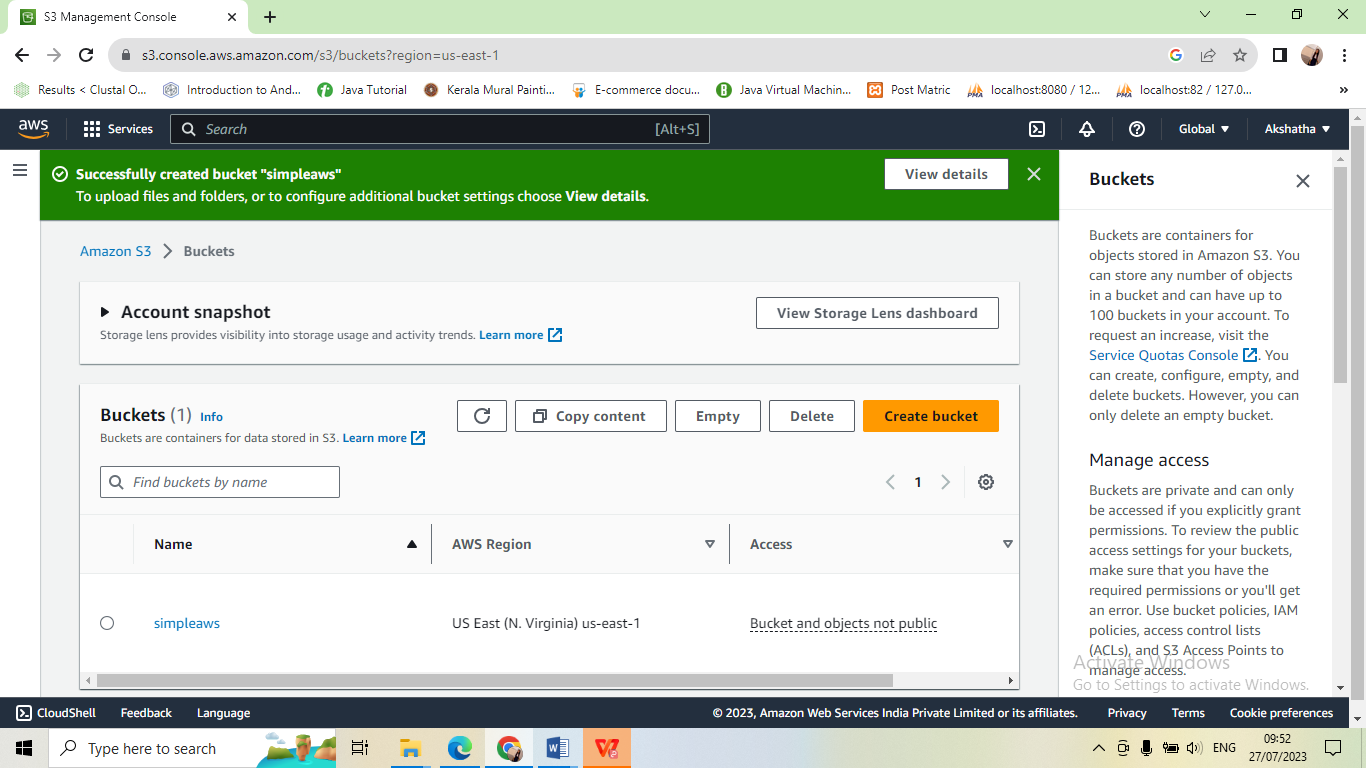 S3 Management Console
s3.console.aws.amazon.com/s3/buckets?region=us-east-1
Results < Clustal O...
Introduction to And...
Java Tutorial
Kerala Mural Painti...
E-commerce docu...
Java Virtual Machin...
Post Matric
localhost:8080 / 12...
localhost:82 / 127.0...
»
aws
Services
Search
[Alt+S]
Global
Akshatha
Successfully created bucket "simpleaws"
To upload files and folders, or to configure additional bucket settings choose View details.
View details
Amazon S3
Buckets
Account snapshot
Storage lens provides visibility into storage usage and activity trends. Learn more
View Storage Lens dashboard
Buckets (1) Info
Buckets are containers for data stored in S3. Learn more
Copy content
Empty
Delete
Create bucket
Find buckets by name
1
Name
AWS Region
Access
simpleaws
US East (N. Virginia) us-east-1
Bucket and objects not public
Buckets
Buckets are containers for
objects stored in Amazon S3. You
can store any number of objects
in a bucket and can have up to
100 buckets in your account. To
request an increase, visit the
Service Quotas Console. You
can create, configure, empty, and
delete buckets. However, you can
only delete an empty bucket.
Manage access
Buckets are private and can only
be accessed if you explicitly grant
permissions. To review the public
access settings for your buckets,
make sure that you have the
required permissions or you'll get
an error. Use bucket policies, IAM
policies, access control lists
(ACLs), and S3 Access Points to
manage access.
Activate Windows
Go to Settings to activate Windows.
CloudShell
Feedback
Language
© 2023, Amazon Web Services India Private Limited or its affiliates.
Privacy
Terms
Cookie preferences
Type here to search
ENG
09:52
27/07/2023